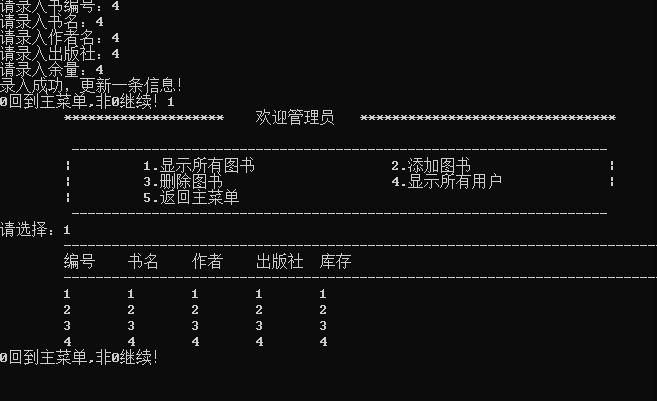 请录入书编号：4
请录入书名：4
请录入作者名：4
请录入出版社：4
请录入余量：4
录入成功，更新一条信息！
0回到主菜单,非0继续！1
******************** 欢迎管理员 ********************************
-------------------------------------------------------------------
¦ 1.显示所有图书 2.添加图书 ¦
¦ 3.删除图书 4.显示所有用户 ¦
¦ 5.返回主菜单
-------------------------------------------------------------------
请选择：1
--------------------------------------------------------------------------
编号 书名 作者 出版社 库存
--------------------------------------------------------------------------
1 1 1 1 1
2 2 2 2 2
3 3 3 3 3
4 4 4 4 4
0回到主菜单,非0继续！